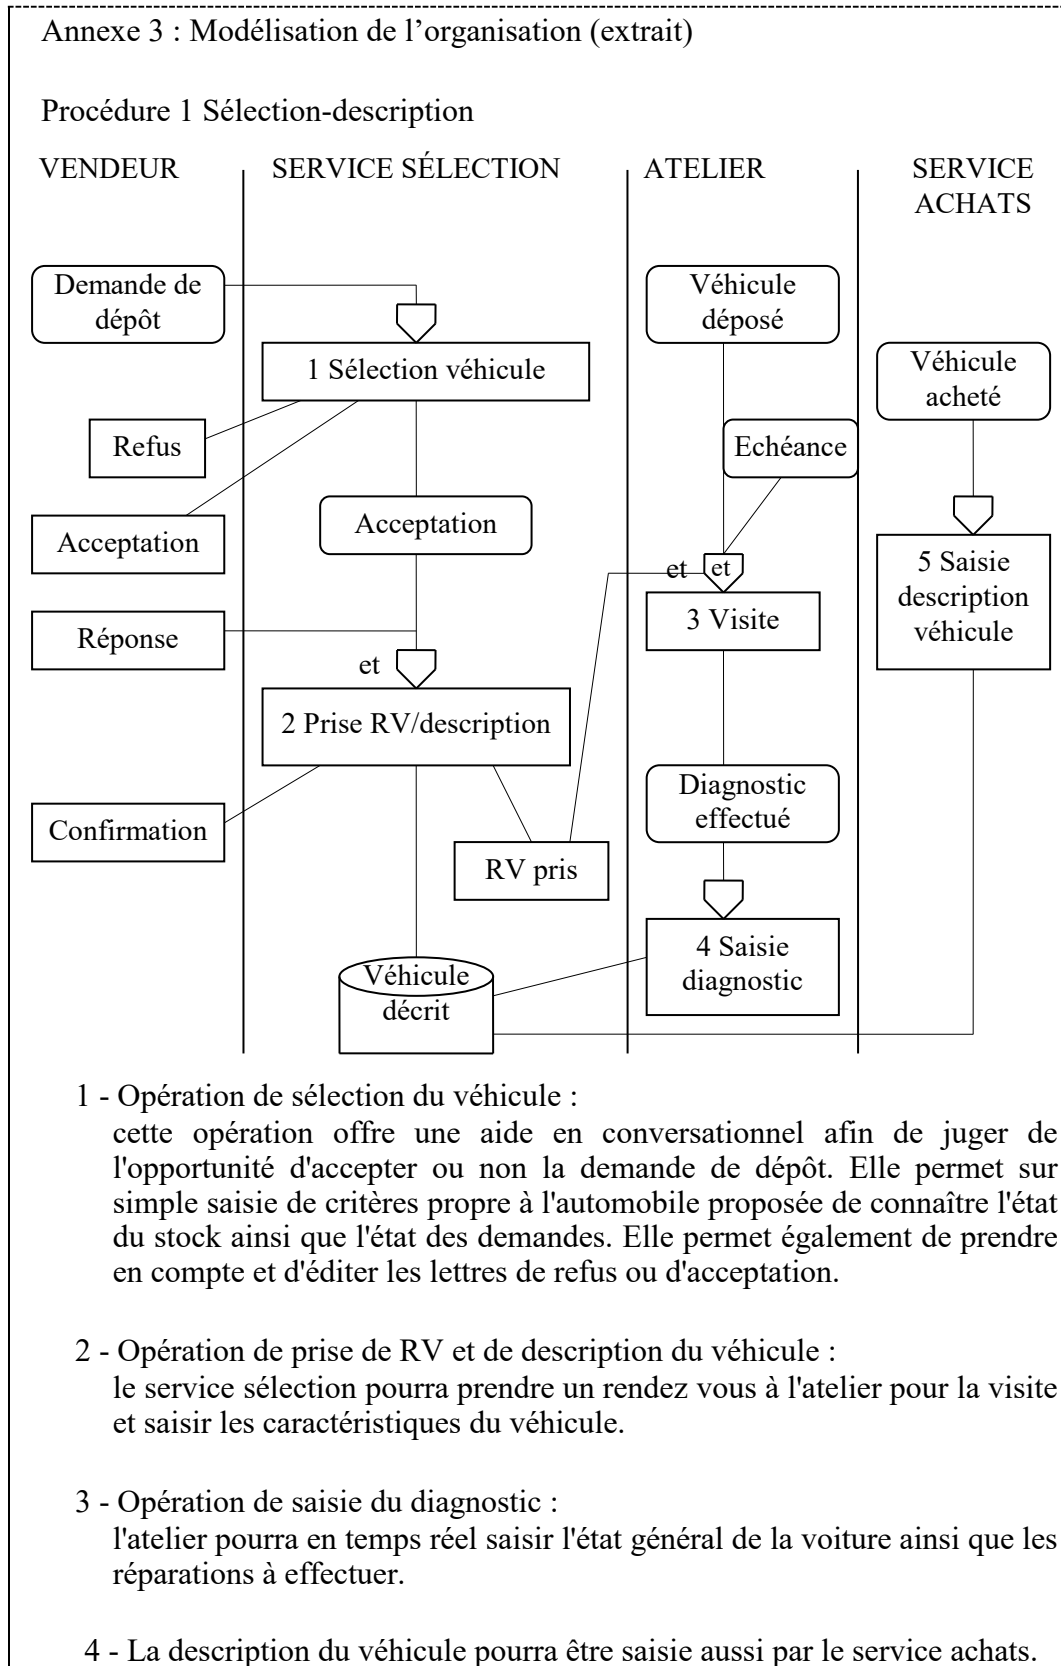 Annexe 3 : Modélisation de l’organisation (extrait)
Procédure 1 Sélection-description
VENDEUR
SERVICE SÉLECTION
ATELIER
SERVICE
ACHATS
Demande de
dépôt
Véhicule
déposé
1 Sélection véhicule
Véhicule
acheté
Refus
Echéance
Acceptation
Acceptation
et
et
5 Saisie
description
véhicule
3 Visite
Réponse
et
2 Prise RV/description
Diagnostic
effectué
Confirmation
RV pris
4 Saisie
diagnostic
Véhicule
décrit
1 - Opération de sélection du véhicule :
cette opération offre une aide en conversationnel afin de juger de
l'opportunité d'accepter ou non la demande de dépôt. Elle permet sur
simple saisie de critères propre à l'automobile proposée de connaître l'état
du stock ainsi que l'état des demandes. Elle permet également de prendre
en compte et d'éditer les lettres de refus ou d'acceptation.
2 - Opération de prise de RV et de description du véhicule :
le service sélection pourra prendre un rendez vous à l'atelier pour la visite
et saisir les caractéristiques du véhicule.
3 - Opération de saisie du diagnostic :
l'atelier pourra en temps réel saisir l'état général de la voiture ainsi que les
réparations à effectuer.
4 - La description du véhicule pourra être saisie aussi par le service achats.